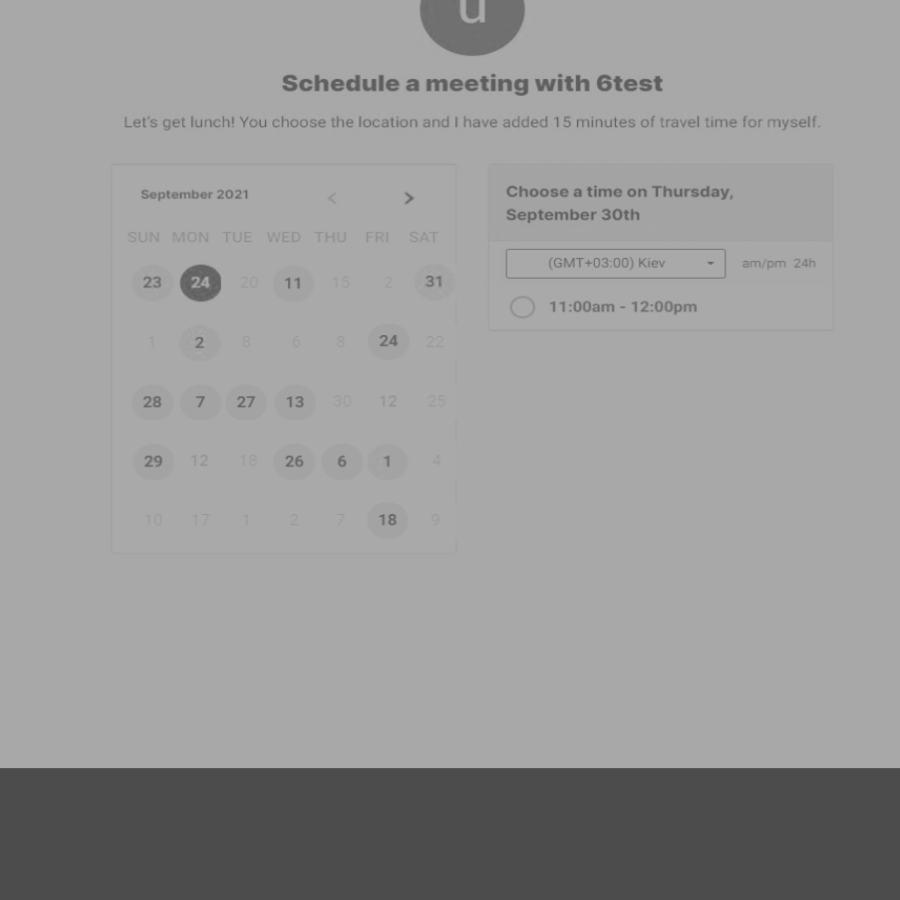 u
Schedule a meeting with 6test
Let's get lunch! You choose the location and I have added 15 minutes of travel time for myself.
September 2021
SUN MON TUE WED THU FRI SAT
23 24 20 11 15 2 31
1 2 8 6 8 24 22
28 7 27 13 30 12 25
29 12 18 26 6 1 4
10 17 1 2 7 18 9
Choose a time on Thursday,
September 30th
(GMT+03:00) Kiev am/pm 24h
11:00am - 12:00pm